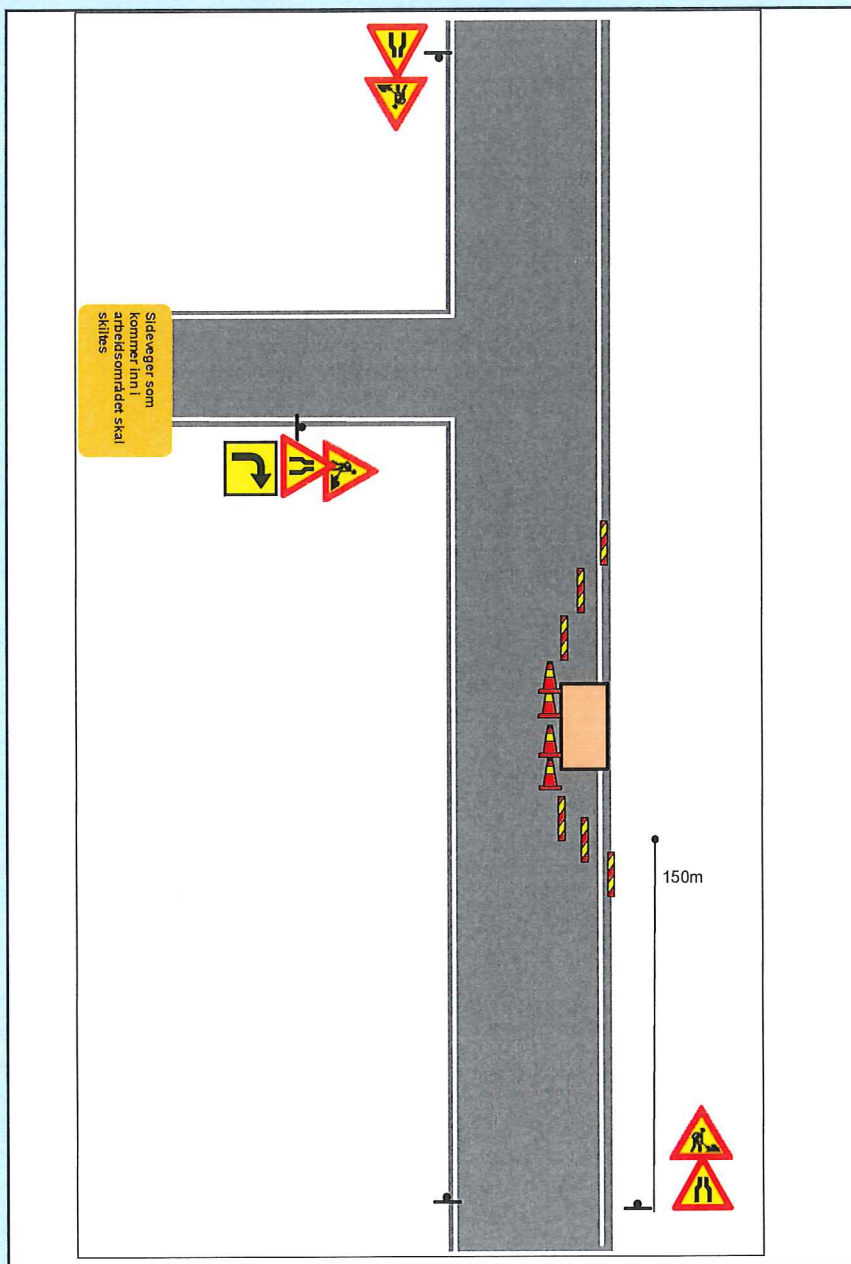 Sideveger som
kommer inn i
arbeidsområdet skal
skiltes
150m